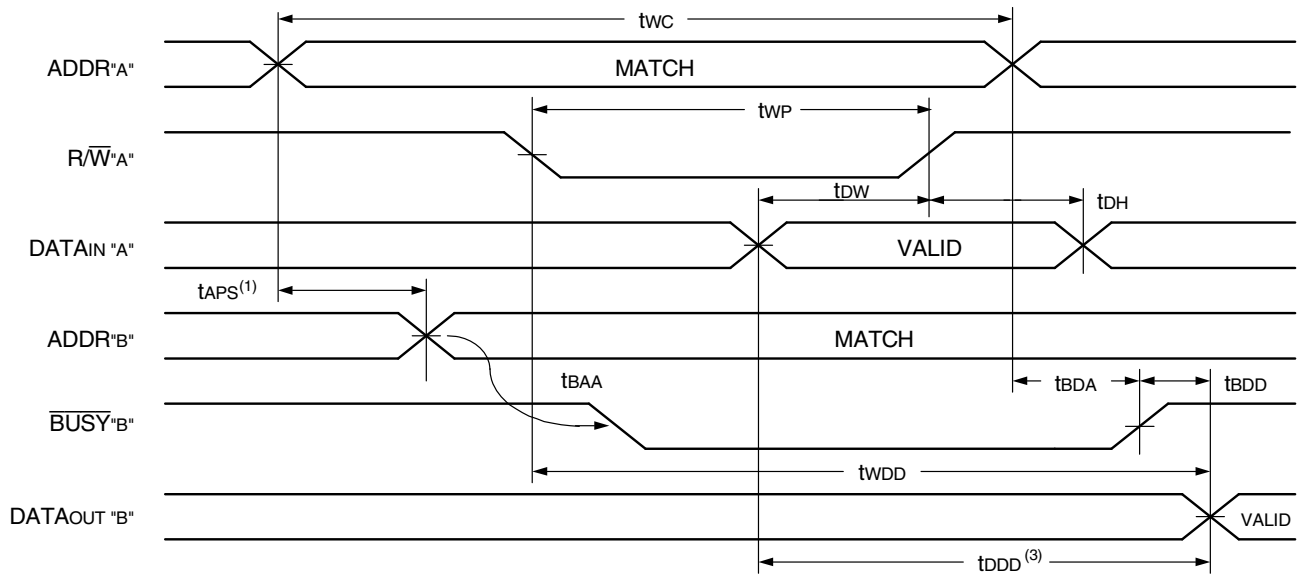 tWC
ADDR"A" MATCH
tWP
R/W̅"A"
tDW tDH
DATAIN "A" VALID
tAPS(1)
ADDR"B" MATCH
tBAA tBDA tBDD
B̅U̅S̅Y̅"B"
tWDD
DATAOUT "B" VALID
tDDD(3)